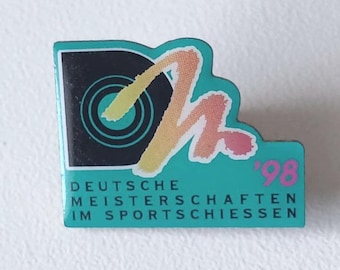 '98
DEUTSCHE
MEISTERSCHAFTEN
IM SPORTSCHIESSEN